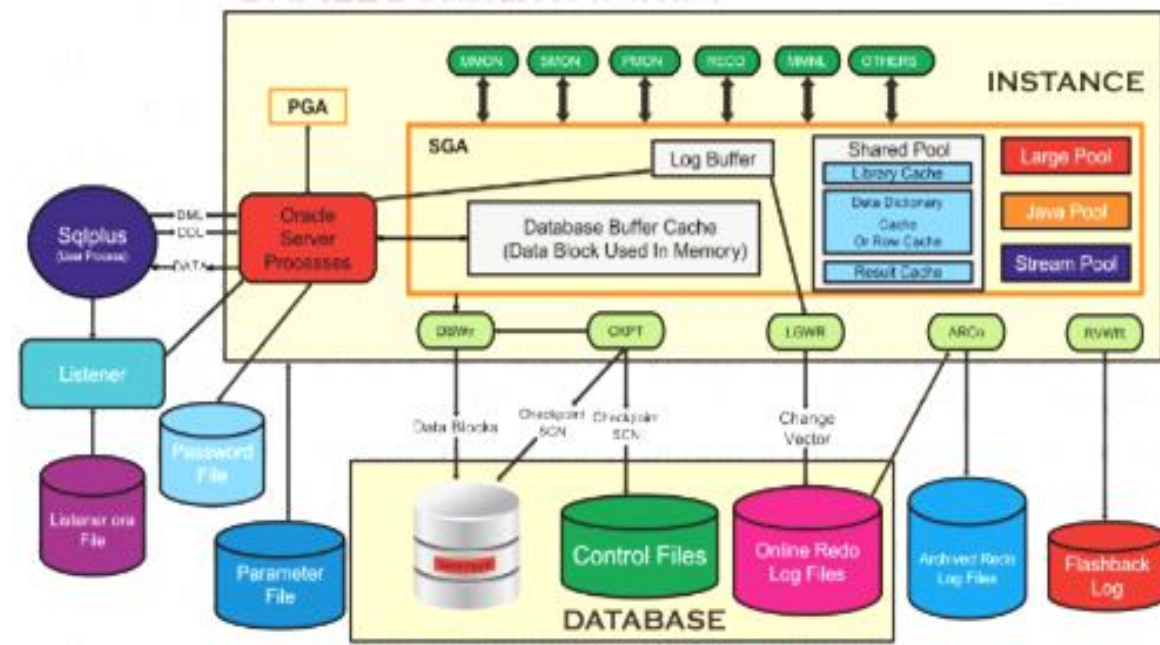 MMON
SMON
PMON
RECO
MMNL
OTHERS
INSTANCE
PGA
SGA
Log Buffer
Shared Pool
Library Cache
Data Dictionary
Cache
Or Row Cache
Result Cache
Large Pool
Java Pool
Stream Pool
Sqlplus
(User Process)
DML
DDL
DATA
Oracle
Server
Processes
Database Buffer Cache
(Data Block Used In Memory)
DBWr
CKPT
LGWR
ARCn
RVWR
Listener
Data Blocks
Checkpoint
SCN
Checkpoint
SCN
Change
Vector
Password
File
Listener ora
File
Parameter
File
Control Files
Online Redo
Log Files
Archived Redo
Log Files
Flashback
Log
DATABASE